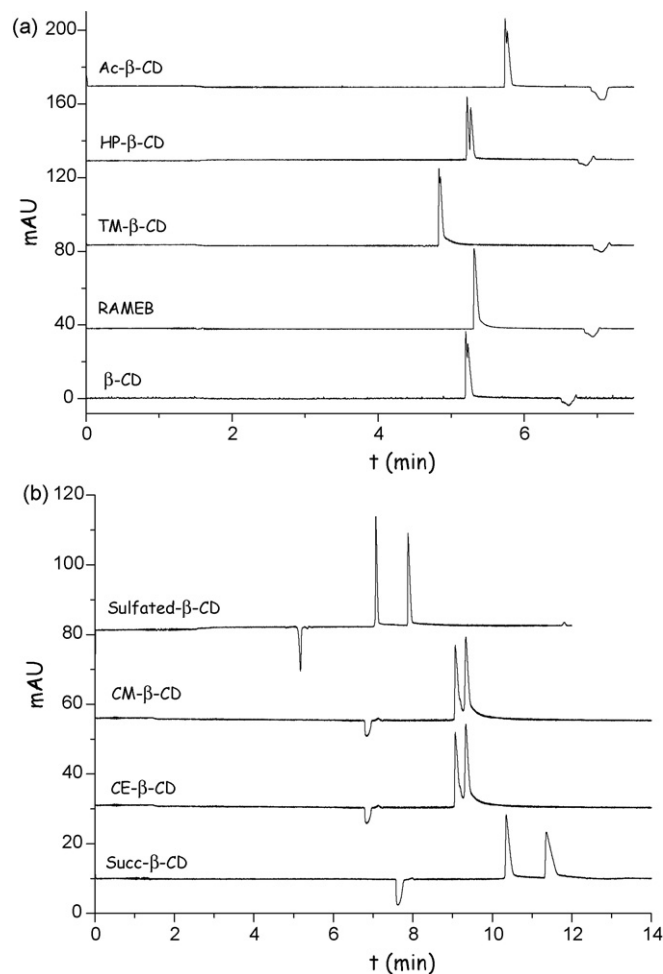 (a)
200
Ac-β-CD
160
HP-β-CD
120
TM-β-CD
mAU
80
RAMEB
40
β-CD
0
0 2 4 6
t (min)
(b)
120
100
Sulfated-β-CD
80
CM-β-CD
mAU
60
40
CE-β-CD
20
Succ-β-CD
0
0 2 4 6 8 10 12 14
t (min)